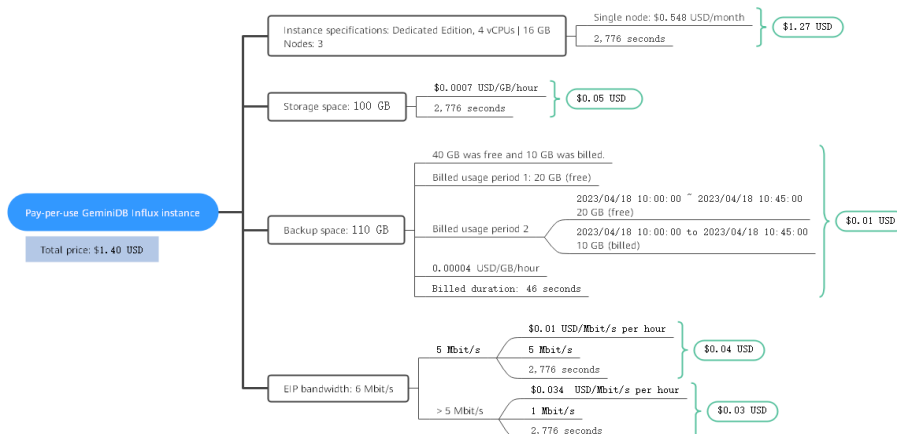 Pay-per-use GeminiDB Influx instance
Total price: $1.40 USD
Instance specifications: Dedicated Edition, 4 vCPUs | 16 GB
Nodes: 3
Single node: $0.548 USD/month
2,776 seconds
$1.27 USD
Storage space: 100 GB
$0.0007 USD/GB/hour
2,776 seconds
$0.05 USD
Backup space: 110 GB
40 GB was free and 10 GB was billed.
Billed usage period 1: 20 GB (free)
Billed usage period 2
2023/04/18 10:00:00 ~ 2023/04/18 10:45:00
20 GB (free)
2023/04/18 10:00:00 to 2023/04/18 10:45:00
10 GB (billed)
0.00004 USD/GB/hour
Billed duration: 46 seconds
$0.01 USD
EIP bandwidth: 6 Mbit/s
5 Mbit/s
$0.01 USD/Mbit/s per hour
5 Mbit/s
2,776 seconds
$0.04 USD
> 5 Mbit/s
$0.034 USD/Mbit/s per hour
1 Mbit/s
2,776 seconds
$0.03 USD